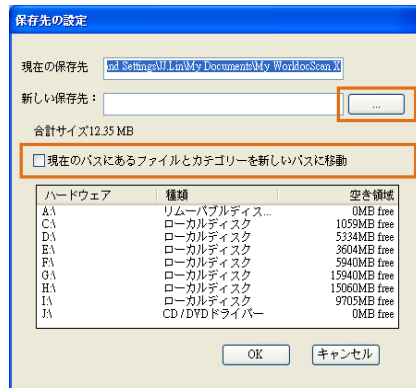 保存先の設定
現在の保存先 nd Settings\JJ.Lin\My Documents\My WorldocScan X
新しい保存先： ...
合計サイズ12.35 MB
現在のパスにあるファイルとカテゴリーを新しいパスに移動
ハードウェア 種類 空き領域
A:\ リムーバブルディス... 0MB free
C:\ ローカルディスク 1059MB free
D:\ ローカルディスク 5334MB free
E:\ ローカルディスク 3604MB free
F:\ ローカルディスク 5940MB free
G:\ ローカルディスク 15940MB free
H:\ ローカルディスク 15060MB free
I:\ ローカルディスク 9705MB free
J:\ CD / DVDドライバー 0MB free
OK キャンセル